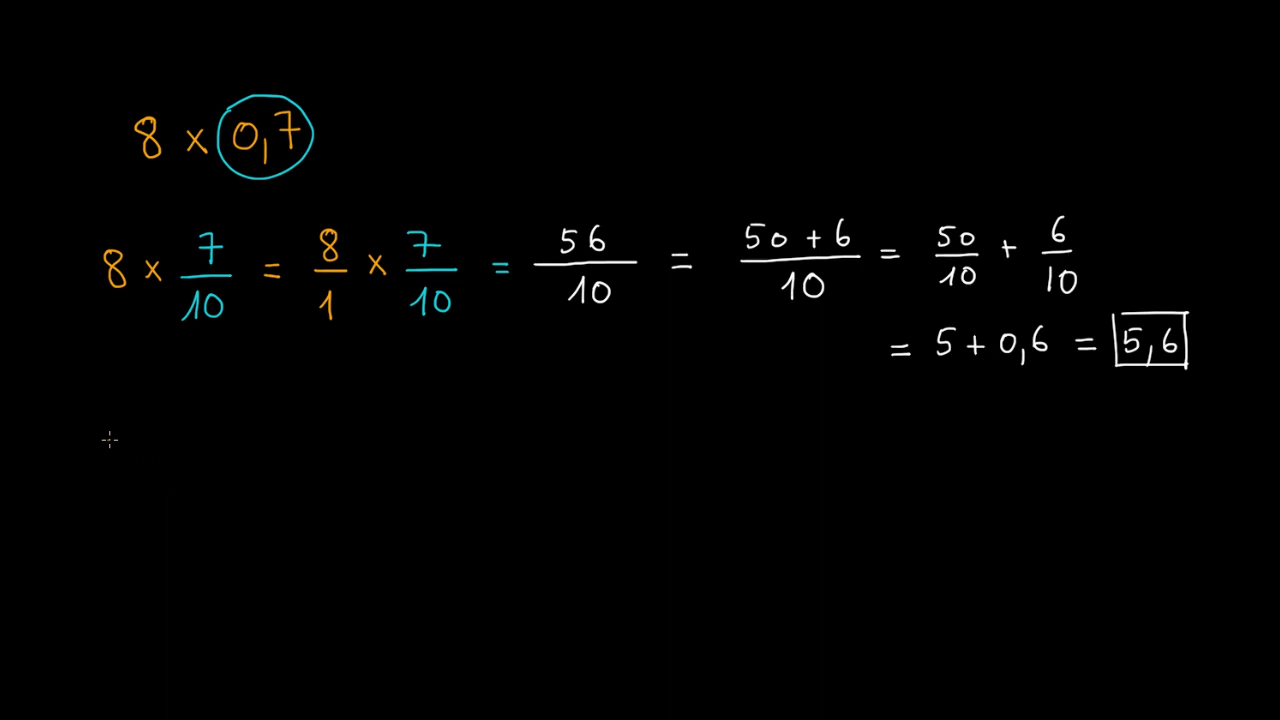 8 × 0,7
8 × 7/10 = 8/1 × 7/10 = 56/10 = 50 + 6/10 = 50/10 + 6/10
= 5 + 0,6 = 5,6